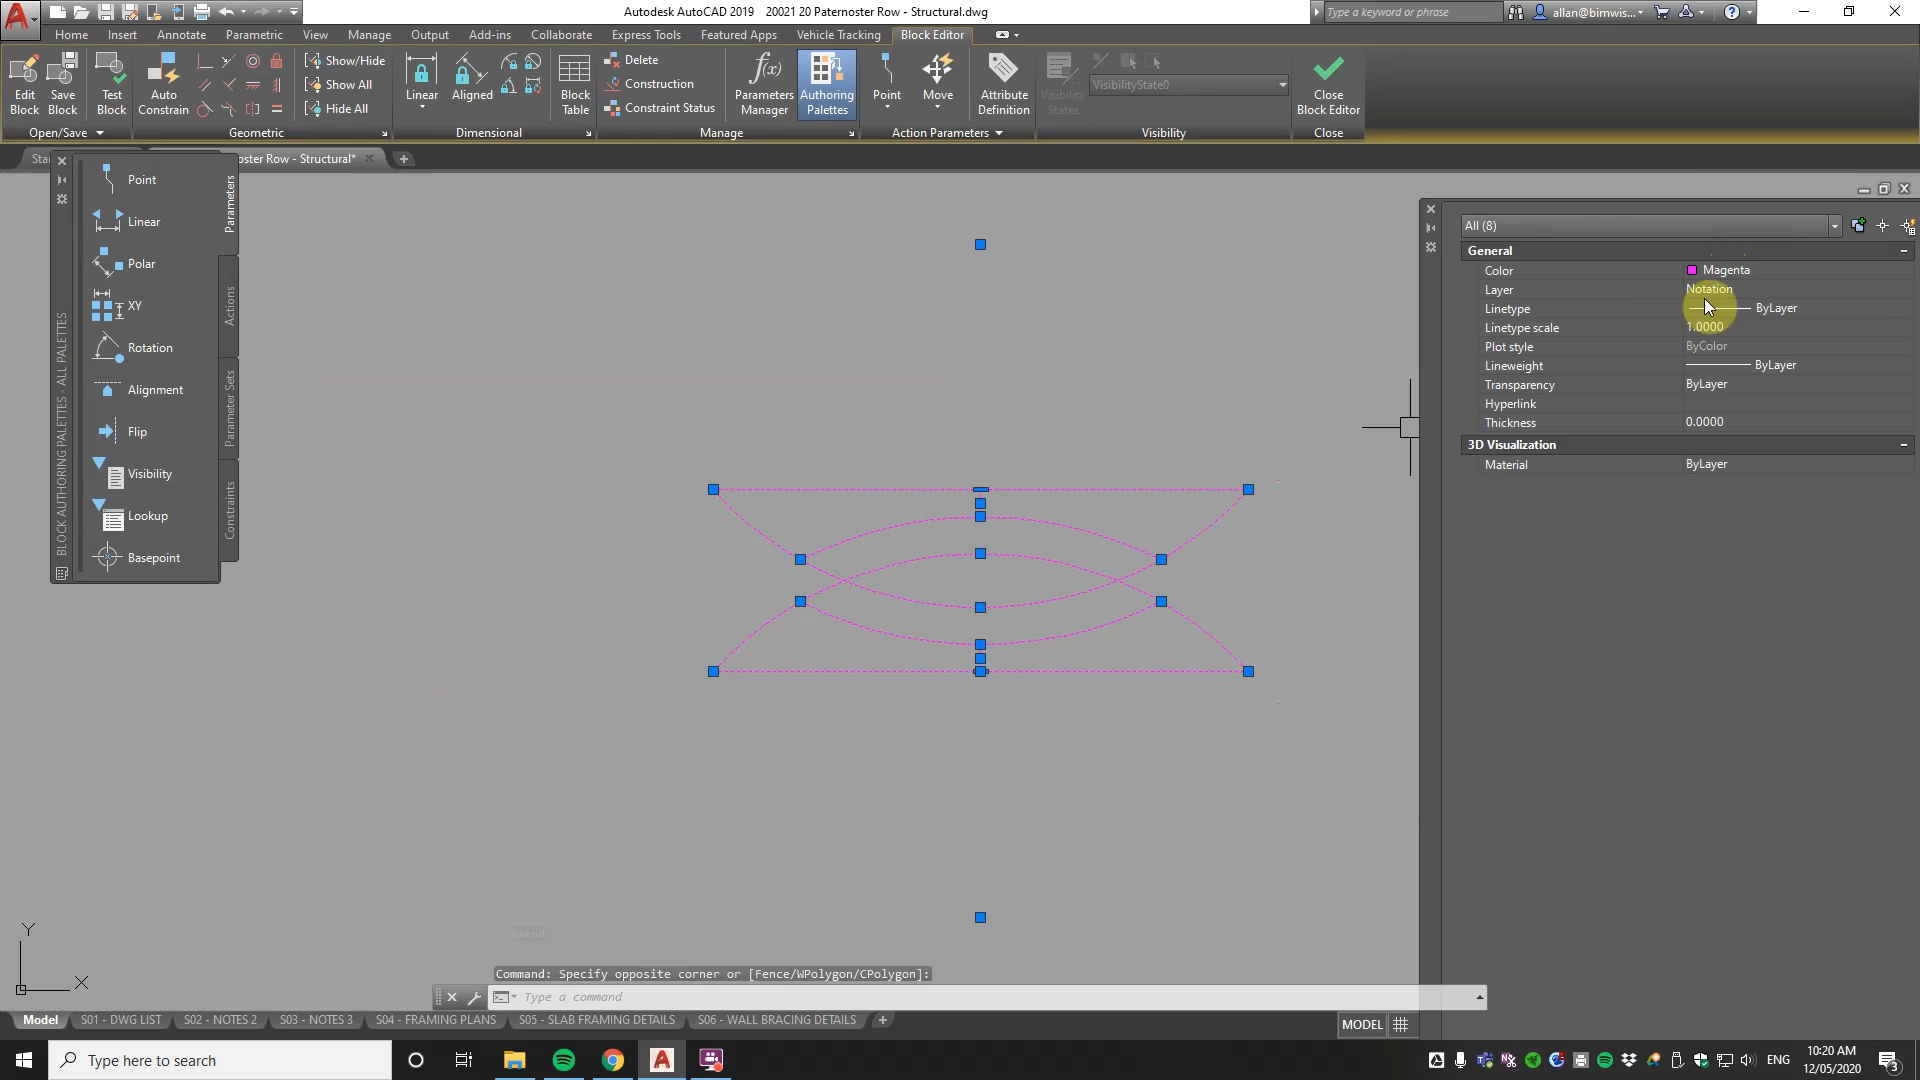 Autodesk AutoCAD 2019 20021 20 Paternoster Row - Structural.dwg
Type a keyword or phrase
allan@bimwis...
Home Insert Annotate Parametric View Manage Output Add-ins Collaborate Express Tools Featured Apps Vehicle Tracking Block Editor
Edit Block
Save Block
Test Block
Auto Constrain
Show/Hide
Show All
Hide All
Linear
Aligned
Block Table
Delete
Construction
Constraint Status
Parameters Manager
Authoring Palettes
Point
Move
Attribute Definition
Visibility States
VisibilityState0
Close Block Editor
Open/Save Geometric Dimensional Manage Action Parameters Visibility Close
Sta
oster Row - Structural*
Point
Linear
Polar
XY
Rotation
Alignment
Flip
Visibility
Lookup
Basepoint
Parameters
Actions
Parameter Sets
Constraints
BLOCK AUTHORING PALETTES - ALL PALETTES
All (8)
General
Color Magenta
Layer Notation
Linetype ByLayer
Linetype scale 1.0000
Plot style ByColor
Lineweight ByLayer
Transparency ByLayer
Hyperlink
Thickness 0.0000
3D Visualization
Material ByLayer
Y
X
found
Command: Specify opposite corner or [Fence/WPolygon/CPolygon]:
Type a command
Model S01 - DWG LIST S02 - NOTES 2 S03 - NOTES 3 S04 - FRAMING PLANS S05 - SLAB FRAMING DETAILS S06 - WALL BRACING DETAILS
MODEL
Type here to search
ENG
10:20 AM
12/05/2020
3